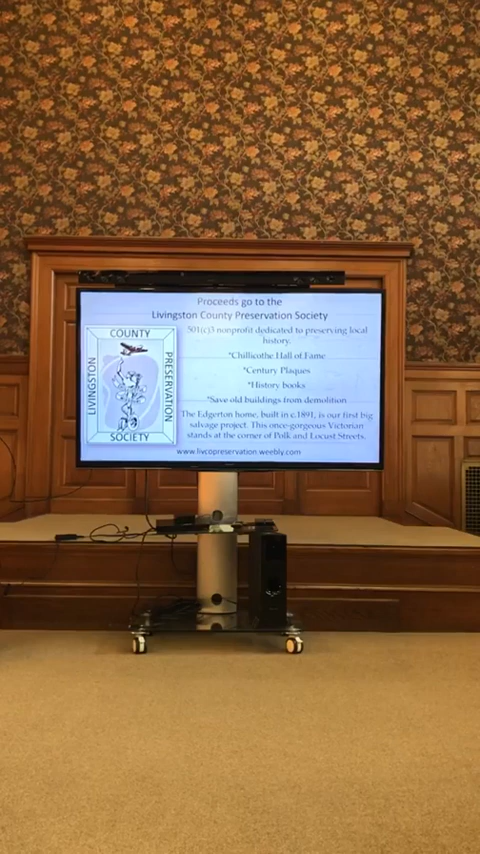 Proceeds go to the
Livingston County Preservation Society
501(c)3 nonprofit dedicated to preserving local
history.
*Chillicothe Hall of Fame
*Century Plaques
*History books
*Save old buildings from demolition
The Edgerton home, built in c.1891, is our first big
salvage project. This once-gorgeous Victorian
stands at the corner of Polk and Locust Streets.
www.livcopreservation.weebly.com
COUNTY
LIVINGSTON
PRESERVATION
SOCIETY